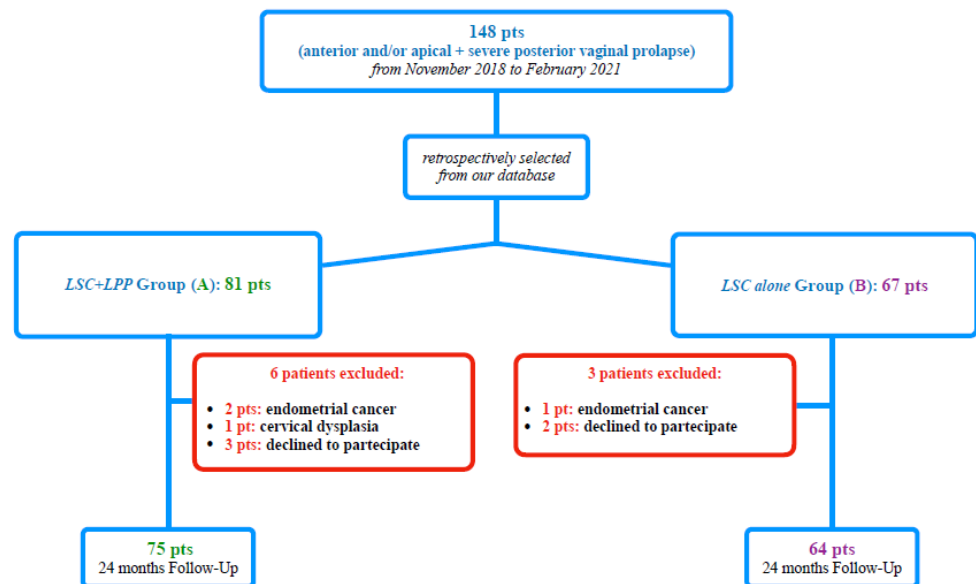 148 pts
(anterior and/or apical + severe posterior vaginal prolapse)
from November 2018 to February 2021
retrospectively selected
from our database
LSC+LPP Group (A): 81 pts
LSC alone Group (B): 67 pts
6 patients excluded:
• 2 pts: endometrial cancer
• 1 pt: cervical dysplasia
• 3 pts: declined to partecipate
3 patients excluded:
• 1 pt: endometrial cancer
• 2 pts: declined to partecipate
75 pts
24 months Follow-Up
64 pts
24 months Follow-Up